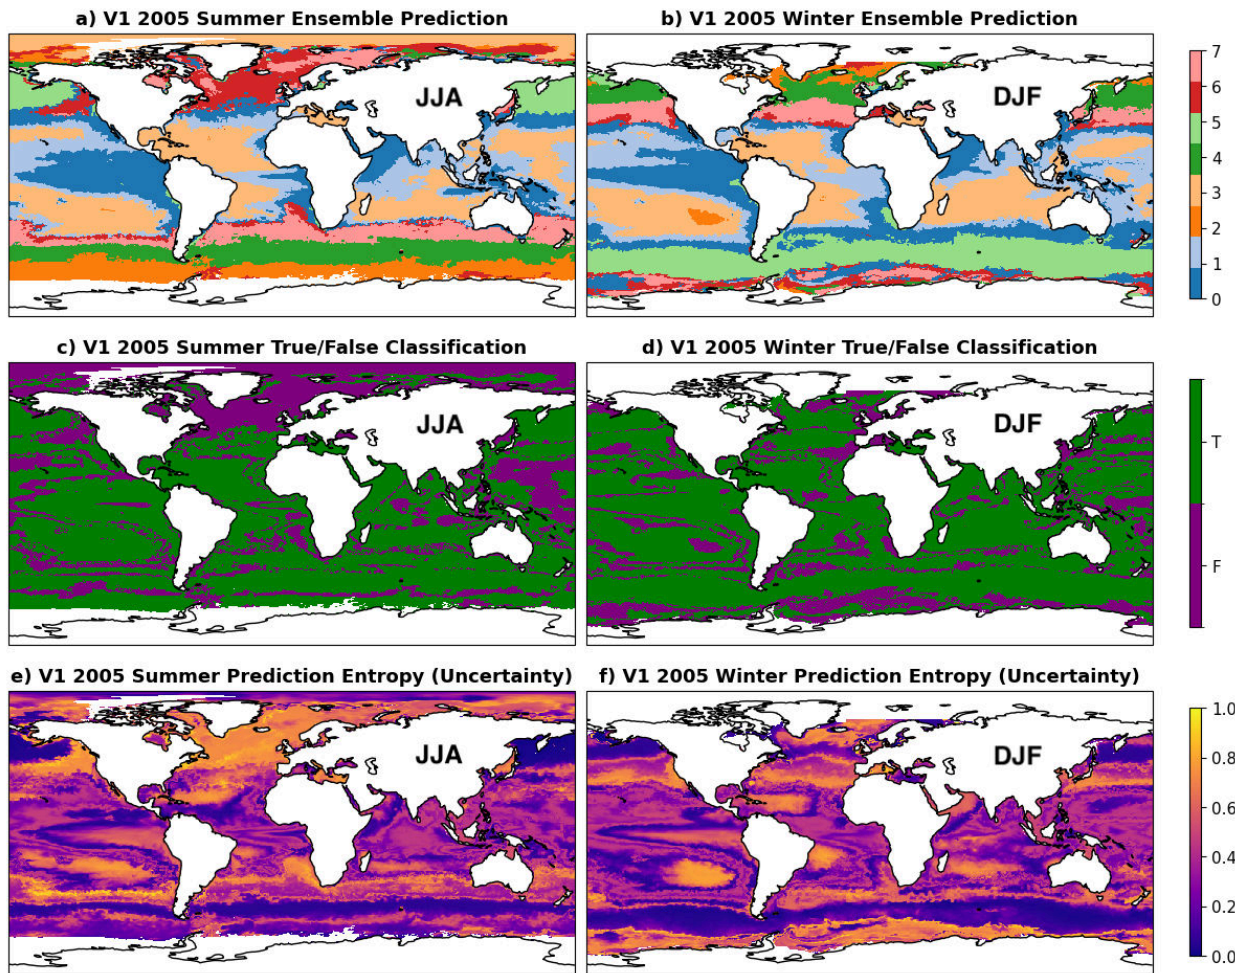 a) V1 2005 Summer Ensemble Prediction
b) V1 2005 Winter Ensemble Prediction
JJA
DJF
7
6
5
4
3
2
1
0
c) V1 2005 Summer True/False Classification
d) V1 2005 Winter True/False Classification
JJA
DJF
T
F
e) V1 2005 Summer Prediction Entropy (Uncertainty)
f) V1 2005 Winter Prediction Entropy (Uncertainty)
JJA
DJF
1.0
0.8
0.6
0.4
0.2
0.0